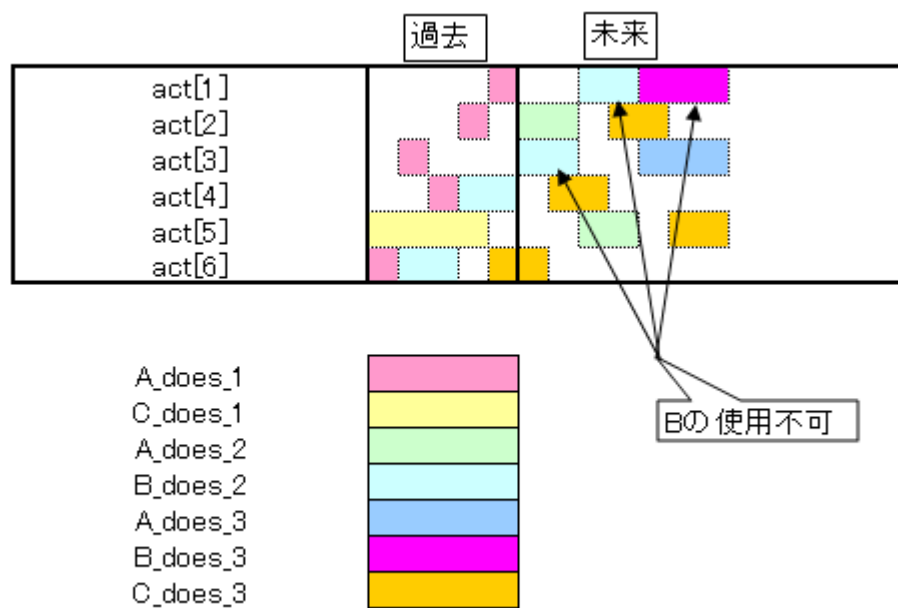 過去
未来
act[1]
act[2]
act[3]
act[4]
act[5]
act[6]
A_does_1
C_does_1
A_does_2
B_does_2
A_does_3
B_does_3
C_does_3
Bの使用不可